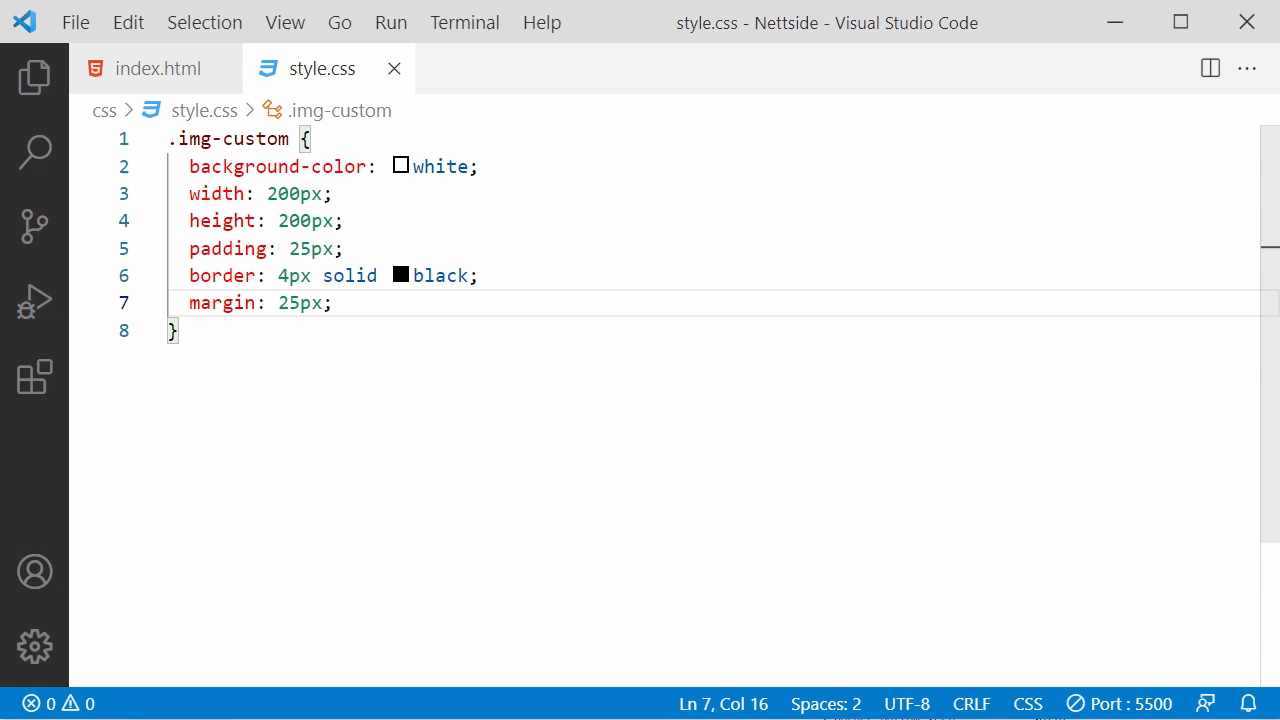 File Edit Selection View Go Run Terminal Help style.css - Nettside - Visual Studio Code
index.html style.css
css style.css .img-custom
1 .img-custom {
2 background-color: white;
3 width: 200px;
4 height: 200px;
5 padding: 25px;
6 border: 4px solid black;
7 margin: 25px;
8 }
0 0 Ln 7, Col 16 Spaces: 2 UTF-8 CRLF CSS Port : 5500